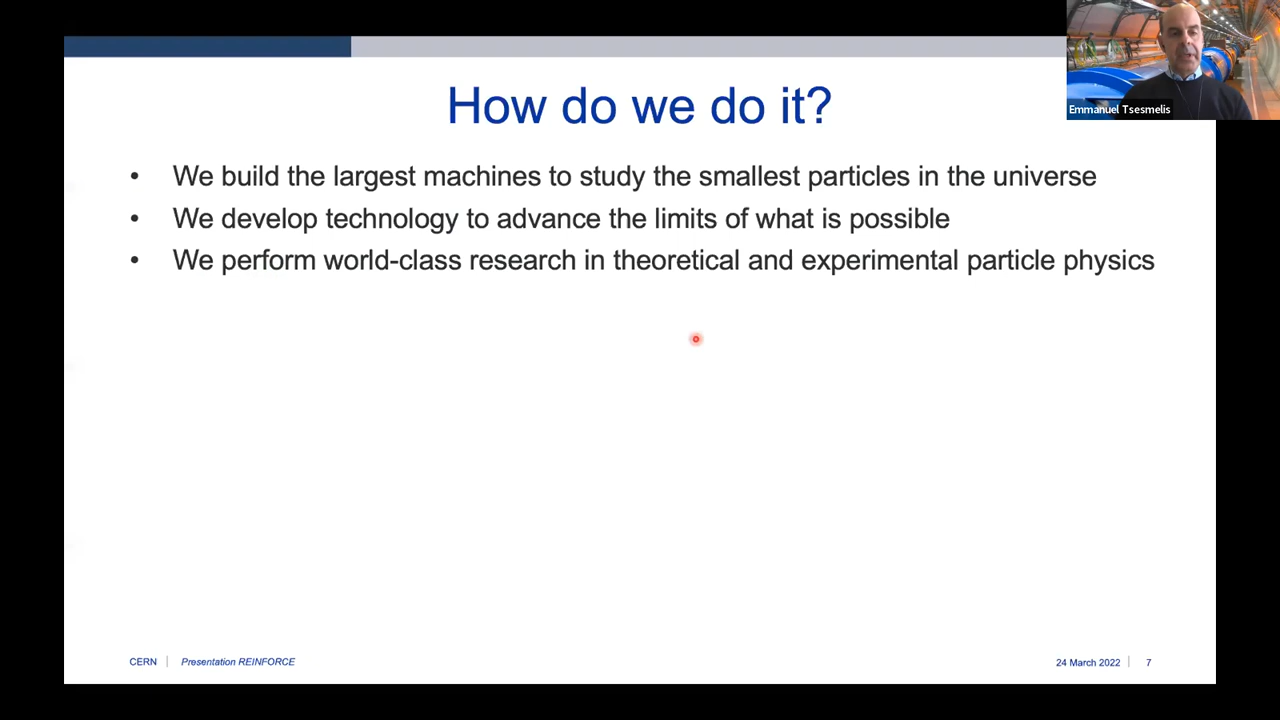 How do we do it?
Emmanuel Tsesmelis
• We build the largest machines to study the smallest particles in the universe
• We develop technology to advance the limits of what is possible
• We perform world-class research in theoretical and experimental particle physics
CERN | Presentation REINFORCE
24 March 2022 | 7